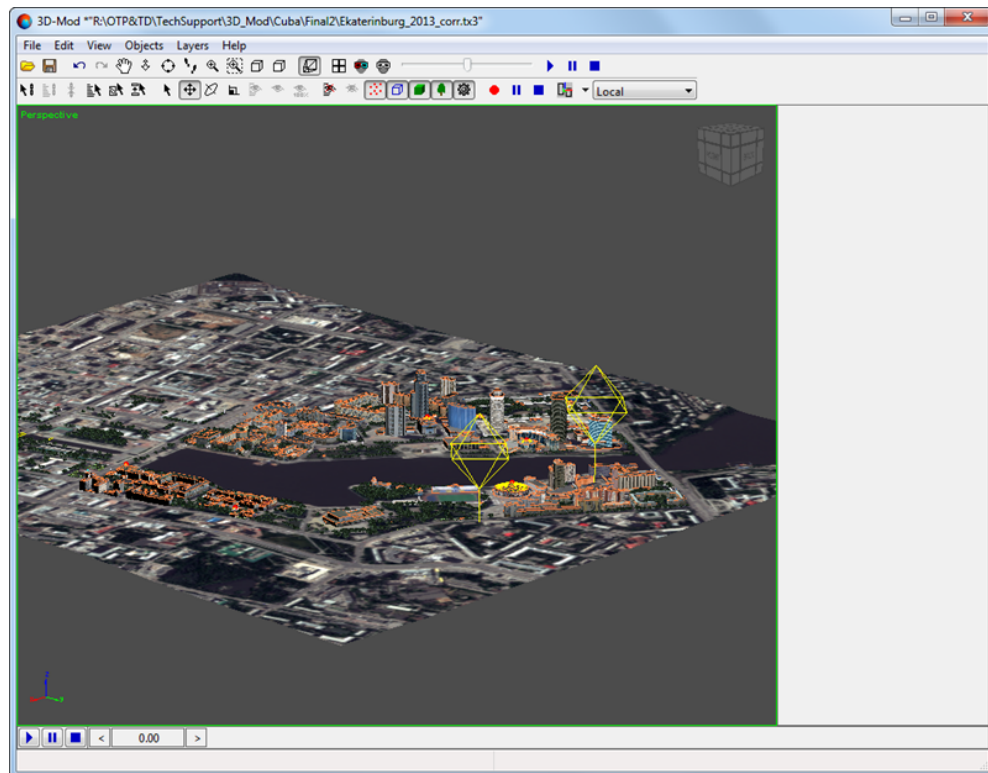 3D-Mod *"R:\OTP&TD\TechSupport\3D_Mod\Cuba\Final2\Ekaterinburg_2013_corr.tx3"
File Edit View Objects Layers Help
Local
Perspective
0.00